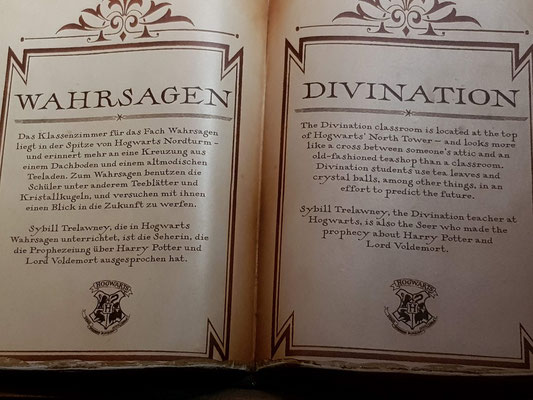 WAHRSAGEN
Das Klassenzimmer für das Fach Wahrsagen
liegt in der Spitze von Hogwarts Nordturm –
und erinnert mehr an eine Kreuzung aus
einem Dachboden und einem altmodischen
Teeladen. Zum Wahrsagen benutzen die
Schüler unter anderem Teeblätter und
Kristallkugeln, und versuchen mit ihnen
einen Blick in die Zukunft zu werfen.
Sybill Trelawney, die in Hogwarts
Wahrsagen unterrichtet, ist die Seherin, die
die Prophezeiung über Harry Potter und
Lord Voldemort ausgesprochen hat.
HOGWARTS
DIVINATION
The Divination classroom is located at the top
of Hogwarts' North Tower – and looks more
like a cross between someone's attic and an
old-fashioned teashop than a classroom.
Divination students use tea leaves and
crystal balls, among other things, in an
effort to predict the future.
Sybill Trelawney, the Divination teacher at
Hogwarts, is also the Seer who made the
prophecy about Harry Potter and
Lord Voldemort.
HOGWARTS